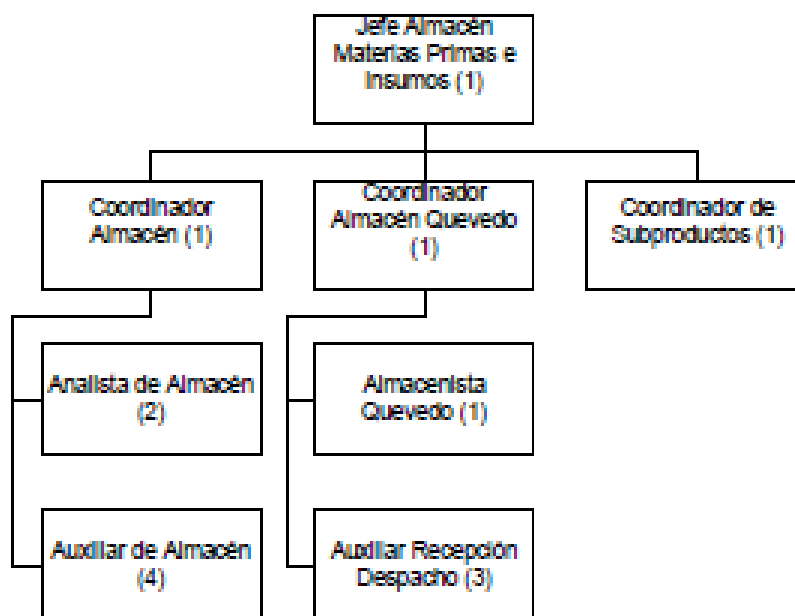 Jefe Almacén
Materias Primas e
Insumos (1)
Coordinador
Almacén (1)
Coordinador
Almacén Quevedo
(1)
Coordinador de
Subproductos (1)
Analista de Almacén
(2)
Almacenista
Quevedo (1)
Auxiliar de Almacén
(4)
Auxiliar Recepción
Despacho (3)